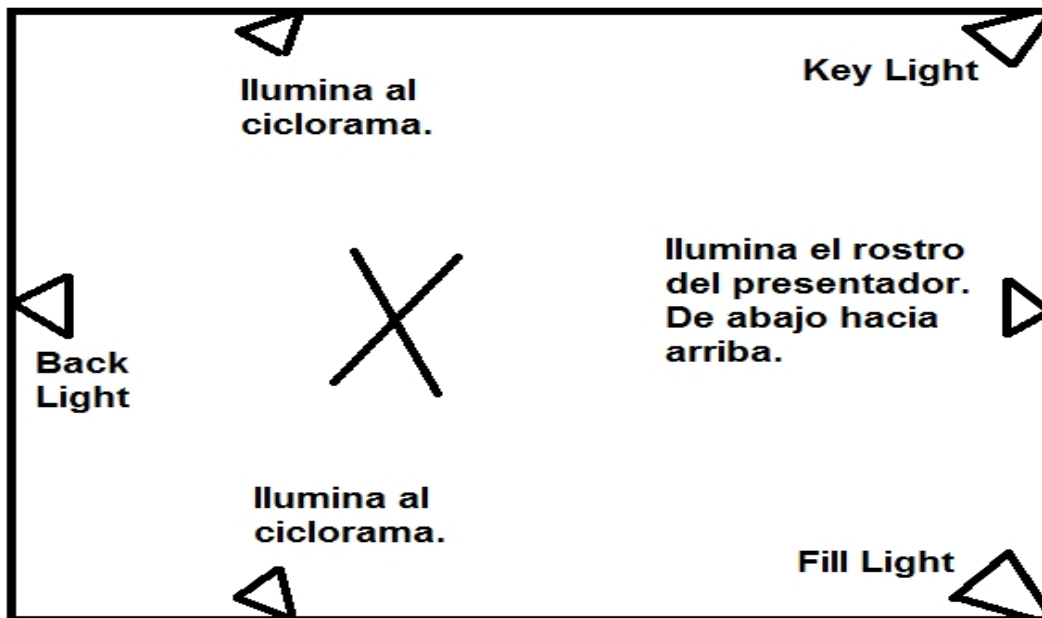 Ilumina al
ciclorama.
Key Light
Ilumina el rostro
del presentador.
De abajo hacia
arriba.
Back
Light
Ilumina al
ciclorama.
Fill Light